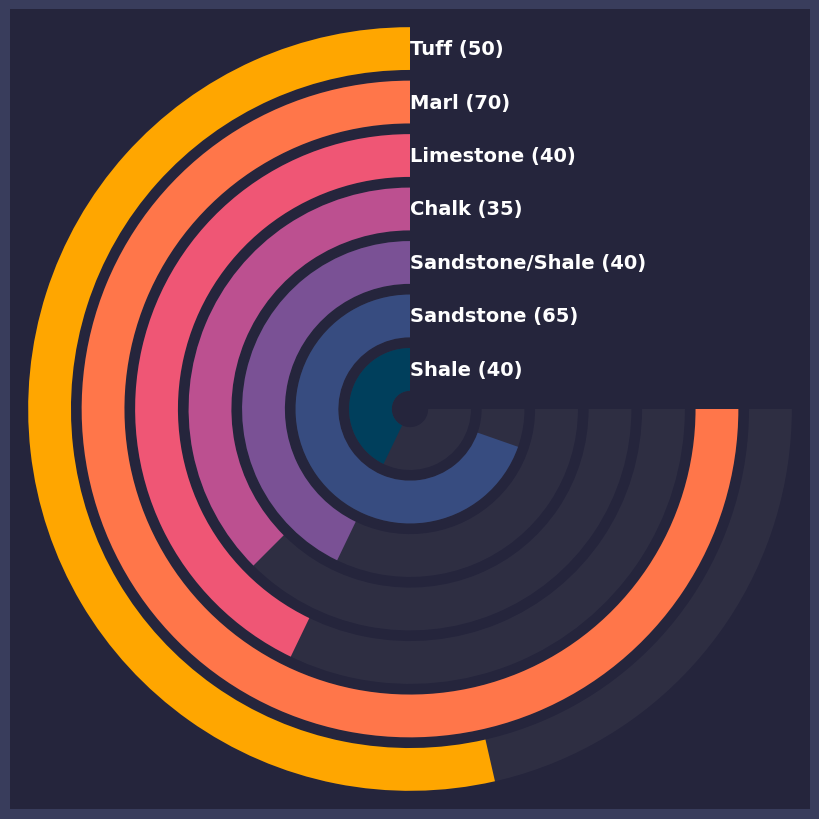 Tuff (50)
Marl (70)
Limestone (40)
Chalk (35)
Sandstone/Shale (40)
Sandstone (65)
Shale (40)